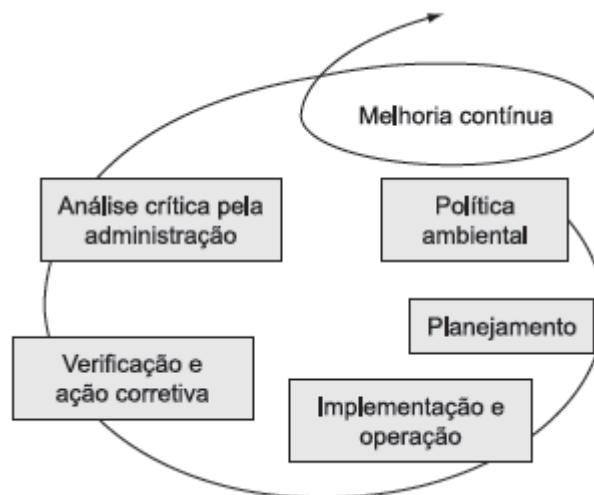 Melhoria contínua
Análise crítica pela
administração
Política
ambiental
Planejamento
Verificação e
ação corretiva
Implementação e
operação